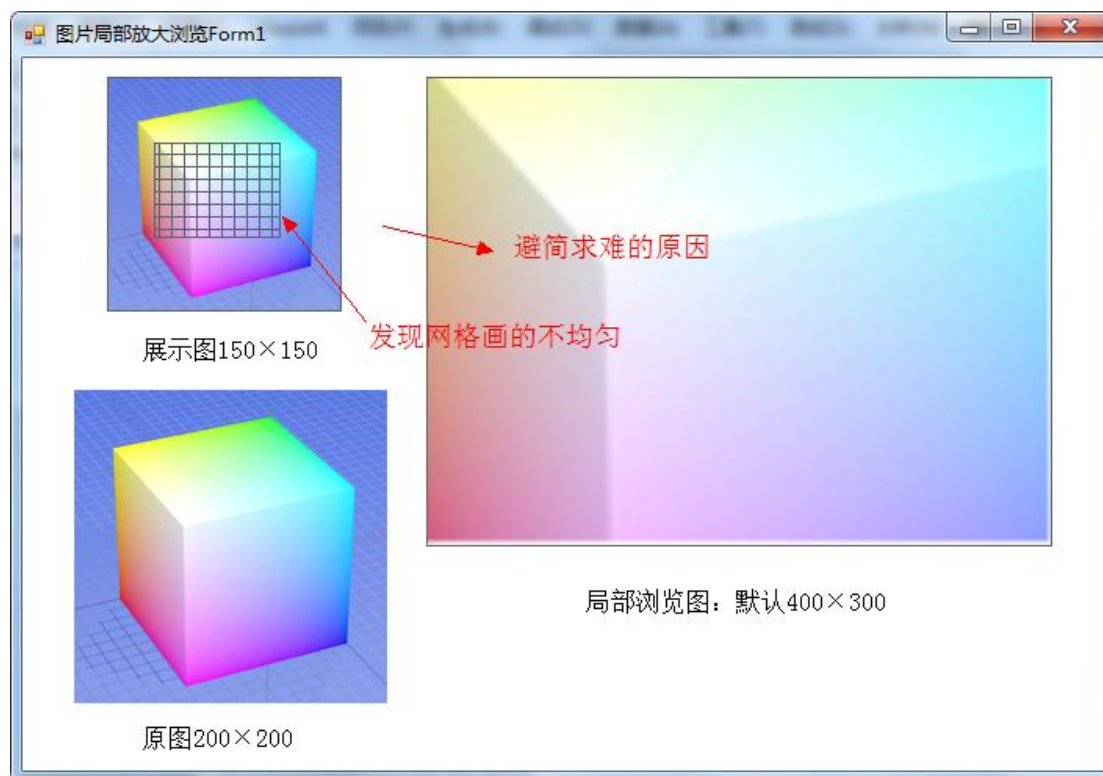 图片局部放大浏览Form1
避简求难的原因
发现网格画的不均匀
展示图150×150
局部浏览图：默认400×300
原图200×200